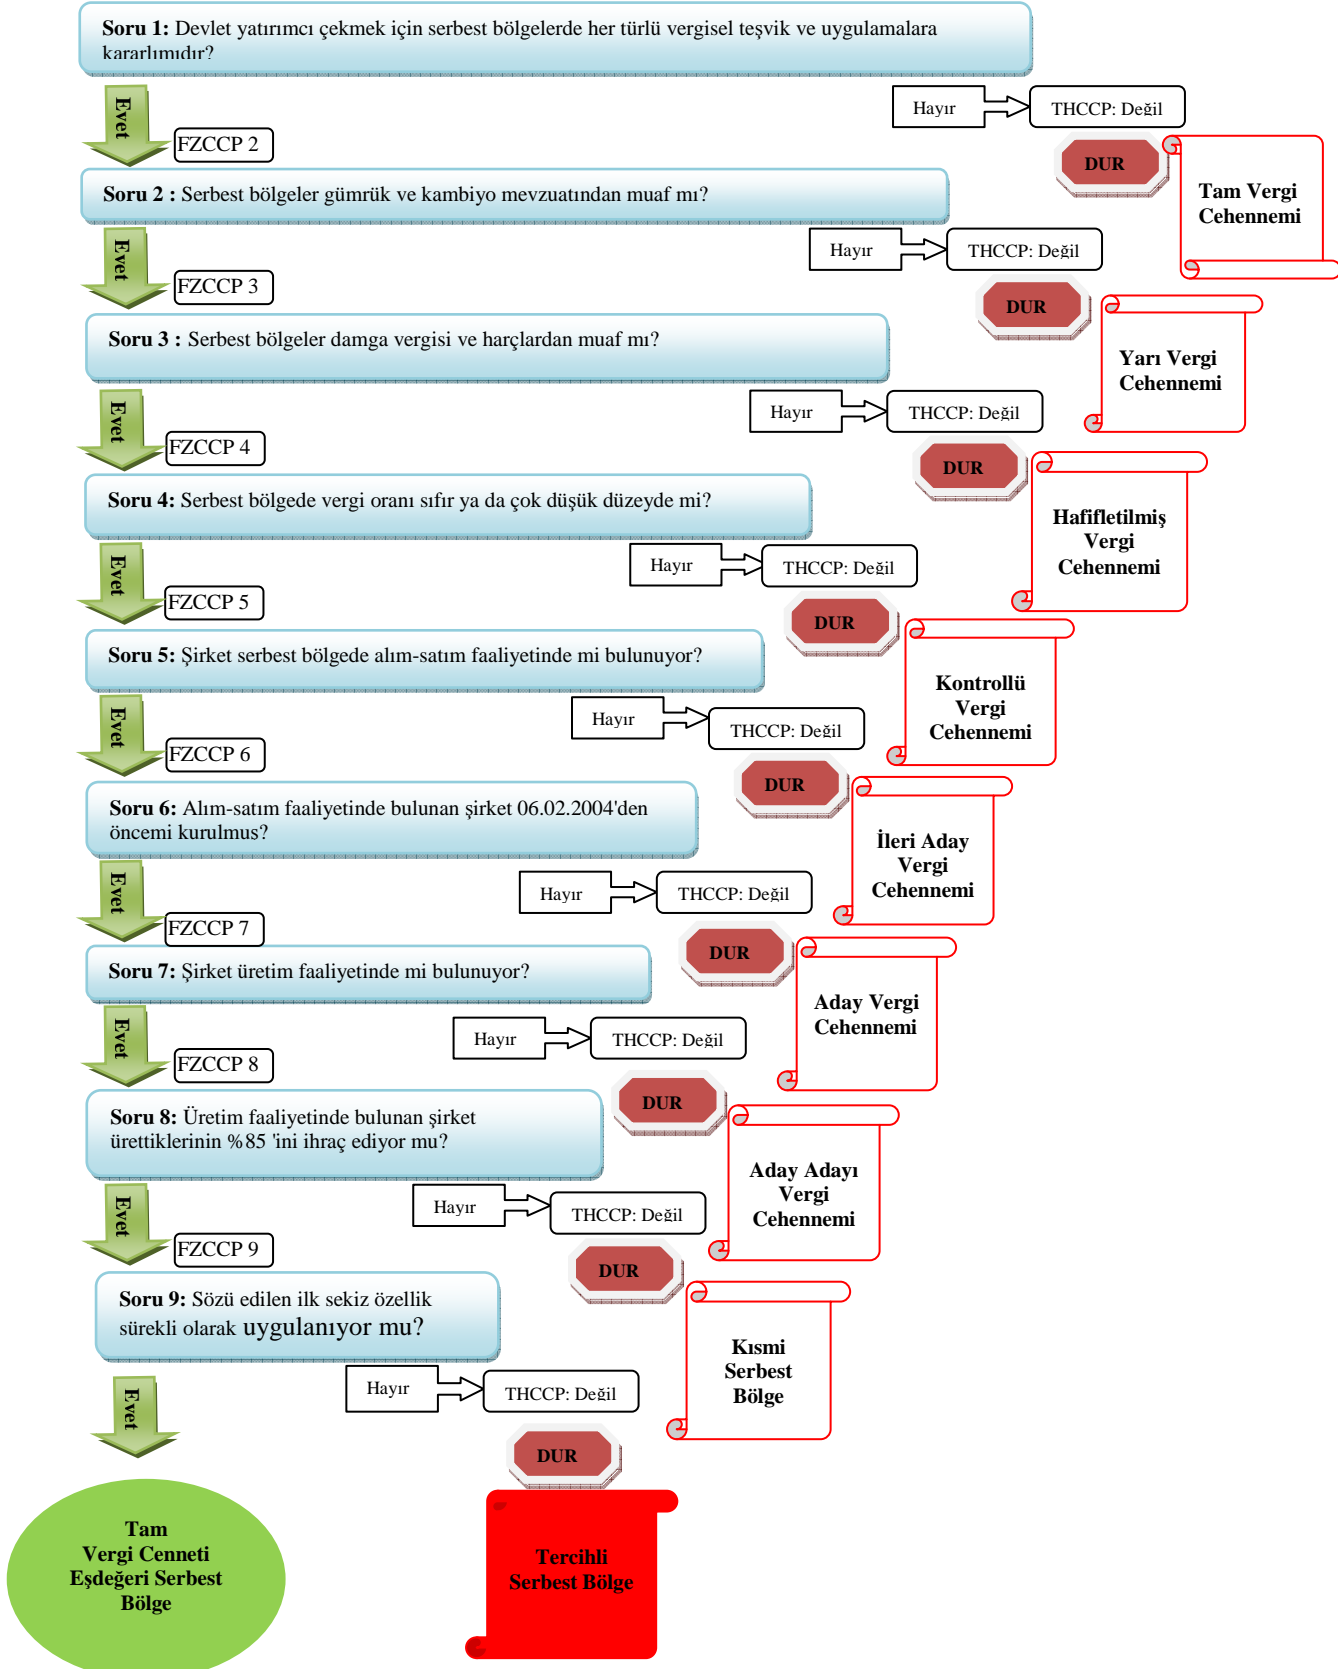 Soru 1: Devlet yatırımcı çekmek için serbest bölgelerde her türlü vergisel teşvik ve uygulamalara
kararlımıdır?
Evet
FZCCP 2
Hayır
THCCP: Değil
DUR
Tam Vergi
Cehennemi
Soru 2 : Serbest bölgeler gümrük ve kambiyo mevzuatından muaf mı?
Evet
FZCCP 3
Hayır
THCCP: Değil
DUR
Yarı Vergi
Cehennemi
Soru 3 : Serbest bölgeler damga vergisi ve harçlardan muaf mı?
Evet
FZCCP 4
Hayır
THCCP: Değil
DUR
Hafifletilmiş
Vergi
Cehennemi
Soru 4: Serbest bölgede vergi oranı sıfır ya da çok düşük düzeyde mi?
Evet
FZCCP 5
Hayır
THCCP: Değil
DUR
Kontrollü
Vergi
Cehennemi
Soru 5: Şirket serbest bölgede alım-satım faaliyetinde mi bulunuyor?
Evet
FZCCP 6
Hayır
THCCP: Değil
DUR
İleri Aday
Vergi
Cehennemi
Soru 6: Alım-satım faaliyetinde bulunan şirket 06.02.2004'den
öncemi kurulmuş?
Evet
FZCCP 7
Hayır
THCCP: Değil
DUR
Aday Vergi
Cehennemi
Soru 7: Şirket üretim faaliyetinde mi bulunuyor?
Evet
FZCCP 8
Hayır
THCCP: Değil
DUR
Aday Adayı
Vergi
Cehennemi
Soru 8: Üretim faaliyetinde bulunan şirket
ürettiklerinin %85 'ini ihraç ediyor mu?
Evet
FZCCP 9
Hayır
THCCP: Değil
DUR
Kısmi
Serbest
Bölge
Soru 9: Sözü edilen ilk sekiz özellik
sürekli olarak uygulanıyor mu?
Evet
Hayır
THCCP: Değil
DUR
Tam
Vergi Cenneti
Eşdeğeri Serbest
Bölge
Tercihli
Serbest Bölge